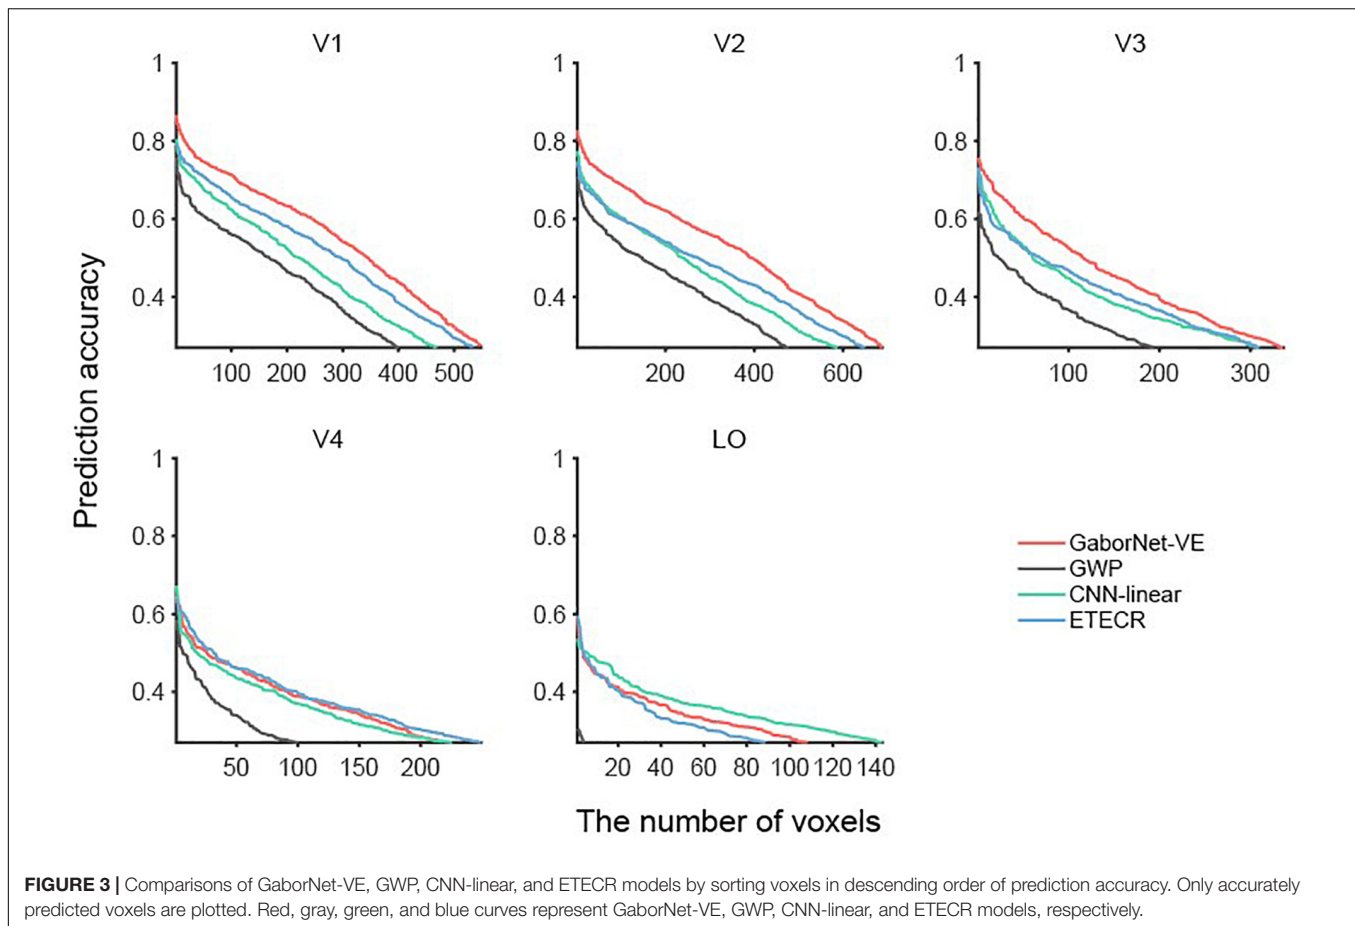 V1
V2
V3
1
0.8
0.6
0.4
100 200 300 400 500
1
0.8
0.6
0.4
200 400 600
1
0.8
0.6
0.4
100 200 300
Prediction accuracy
V4
LO
1
0.8
0.6
0.4
50 100 150 200
1
0.8
0.6
0.4
20 40 60 80 100 120 140
GaborNet-VE
GWP
CNN-linear
ETECR
The number of voxels
FIGURE 3 | Comparisons of GaborNet-VE, GWP, CNN-linear, and ETECR models by sorting voxels in descending order of prediction accuracy. Only accurately
predicted voxels are plotted. Red, gray, green, and blue curves represent GaborNet-VE, GWP, CNN-linear, and ETECR models, respectively.